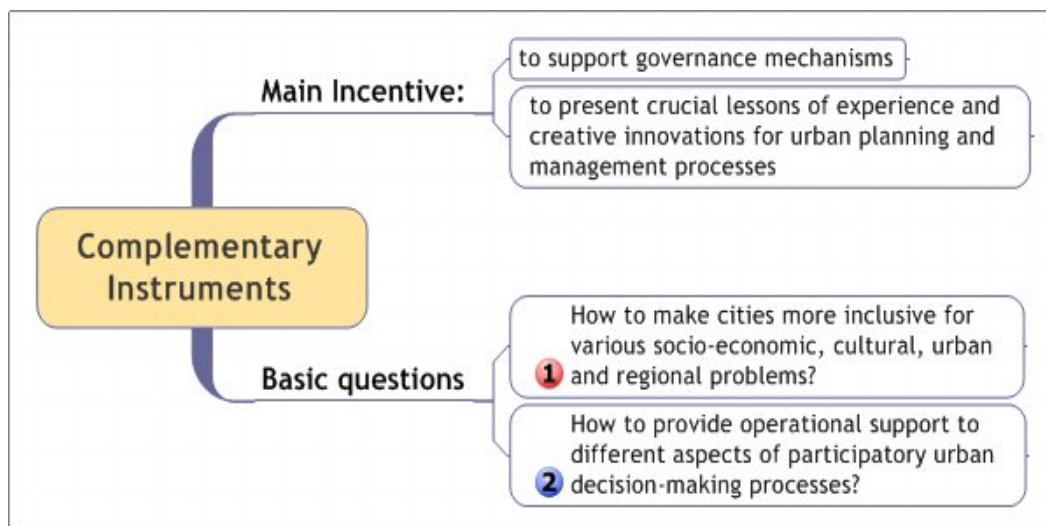 Complementary
Instruments
Main Incentive:
to support governance mechanisms
to present crucial lessons of experience and
creative innovations for urban planning and
management processes
Basic questions
How to make cities more inclusive for
various socio-economic, cultural, urban
1 and regional problems?
How to provide operational support to
different aspects of participatory urban
2 decision-making processes?